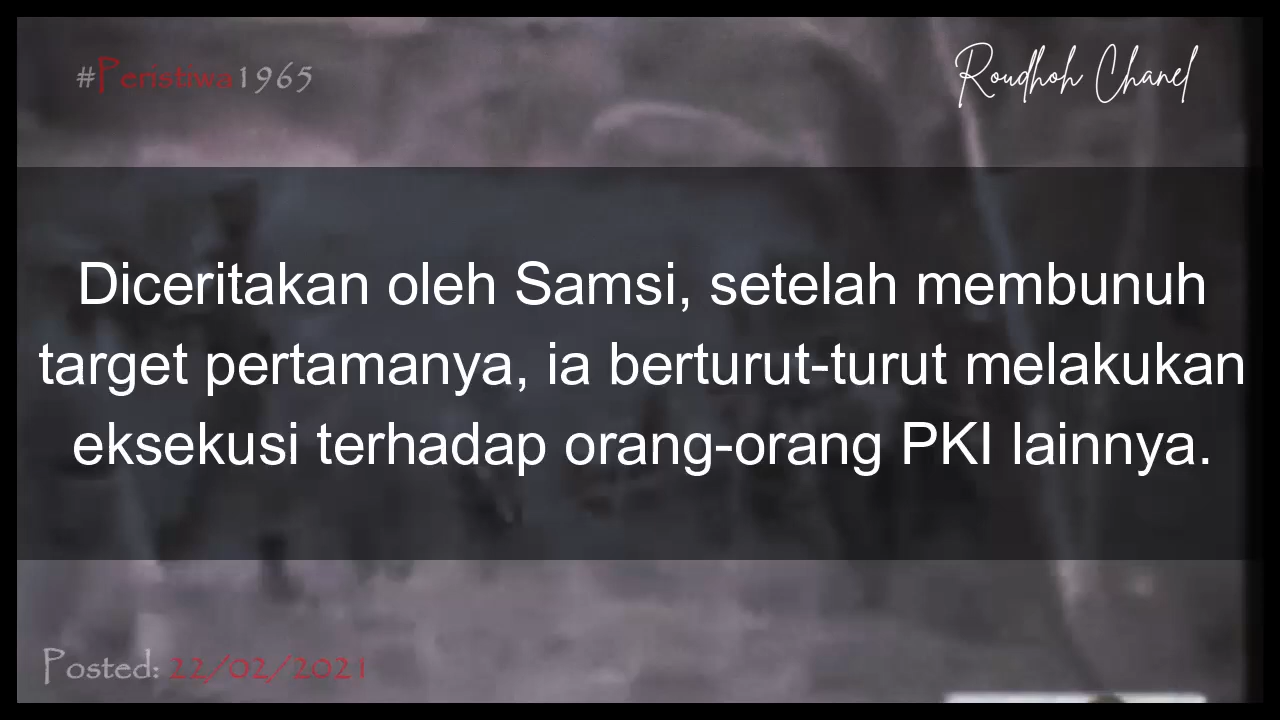 #Peristiwa1965
Roudhoh Chanel
Diceritakan oleh Samsi, setelah membunuh
target pertamanya, ia berturut-turut melakukan
eksekusi terhadap orang-orang PKI lainnya.
Posted: 22/02/2021